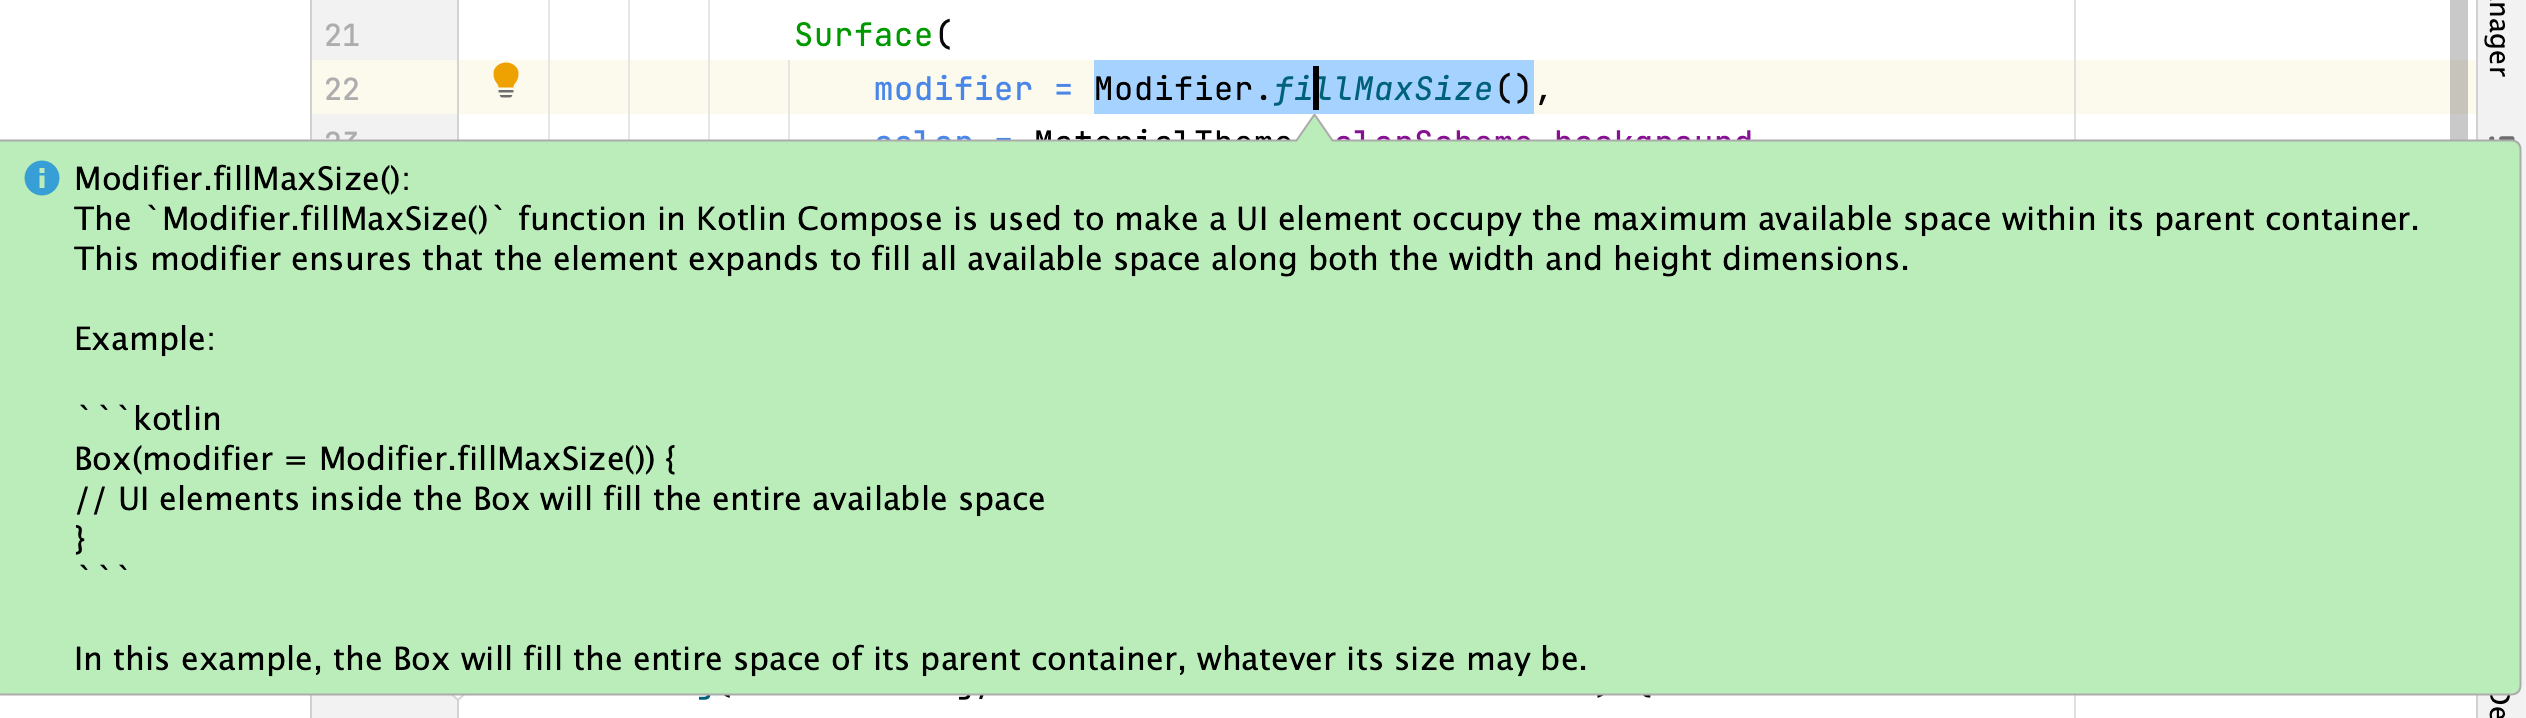 21 Surface(
22 modifier = Modifier.fillMaxSize(),
nager
Modifier.fillMaxSize():
The `Modifier.fillMaxSize()` function in Kotlin Compose is used to make a UI element occupy the maximum available space within its parent container.
This modifier ensures that the element expands to fill all available space along both the width and height dimensions.
Example:
```kotlin
Box(modifier = Modifier.fillMaxSize()) {
// UI elements inside the Box will fill the entire available space
}
```
In this example, the Box will fill the entire space of its parent container, whatever its size may be.
De